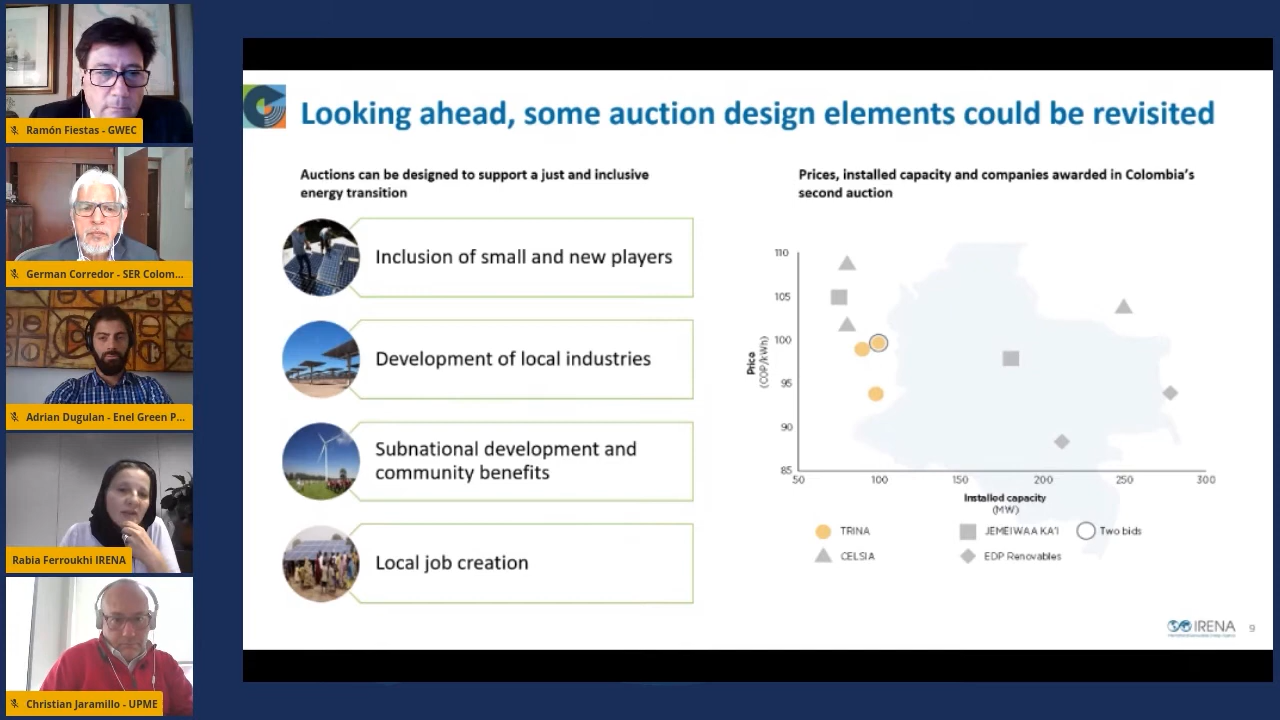 Ramón Fiestas - GWEC
German Corredor - SER Colom...
Adrian Dugulan - Enel Green P...
Rabia Ferroukhi IRENA
Christian Jaramillo - UPME
Looking ahead, some auction design elements could be revisited
Auctions can be designed to support a just and inclusive
energy transition
Inclusion of small and new players
Development of local industries
Subnational development and
community benefits
Local job creation
Prices, installed capacity and companies awarded in Colombia's
second auction
Price
(COP/kWh)
110
105
100
95
90
85
50 100 150 200 250 300
Installed capacity
(MW)
TRINA JEMEIWAA KA'I Two bids
CELSIA EDP Renovables
IRENA
9